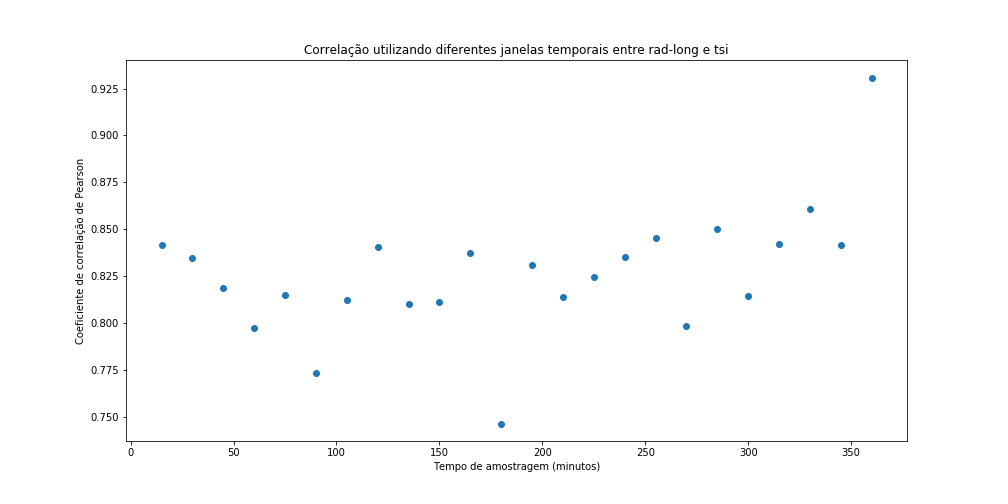 Correlação utilizando diferentes janelas temporais entre rad-long e tsi
0.925
0.900
0.875
0.850
0.825
0.800
0.775
0.750
Coeficiente de correlação de Pearson
0 50 100 150 200 250 300 350
Tempo de amostragem (minutos)